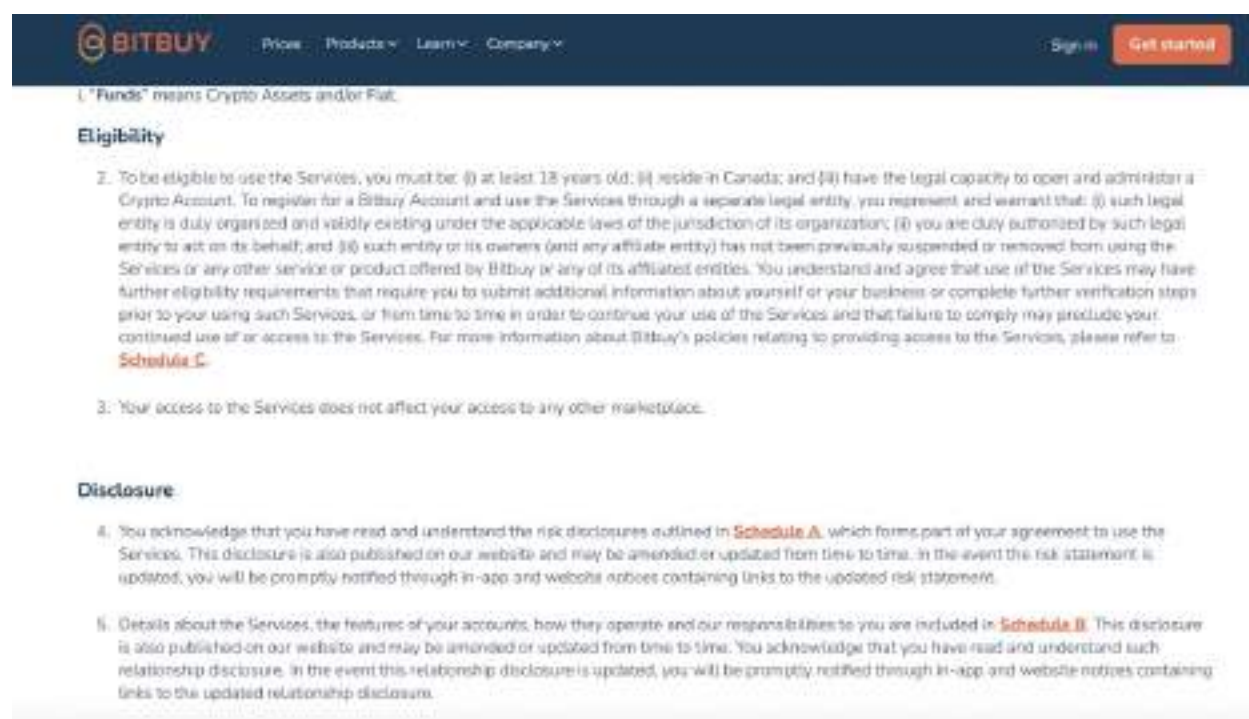 BITBUY Prices Products Learn Company Sign in Get started
i. "Funds" means Crypto Assets and/or Fiat.
Eligibility
2. To be eligible to use the Services, you must be: (i) at least 18 years old; (ii) reside in Canada; and (iii) have the legal capacity to open and administer a
Crypto Account. To register for a Bitbuy Account and use the Services through a separate legal entity, you represent and warrant that: (i) such legal
entity is duly organized and validly existing under the applicable laws of the jurisdiction of its organization; (ii) you are duly authorized by such legal
entity to act on its behalf; and (iii) such entity or its owners (and any affiliate entity) has not been previously suspended or removed from using the
Services or any other service or product offered by Bitbuy or any of its affiliated entities. You understand and agree that use of the Services may have
further eligibility requirements that require you to submit additional information about yourself or your business or complete further verification steps
prior to your using such Services, or from time to time in order to continue your use of the Services and that failure to comply may preclude your
continued use of or access to the Services. For more information about Bitbuy's policies relating to providing access to the Services, please refer to
Schedule C.
3. Your access to the Services does not affect your access to any other marketplace.
Disclosure
4. You acknowledge that you have read and understand the risk disclosures outlined in Schedule A, which forms part of your agreement to use the
Services. This disclosure is also published on our website and may be amended or updated from time to time. In the event the risk statement is
updated, you will be promptly notified through in-app and website notices containing links to the updated risk statement.
5. Details about the Services, the features of your accounts, how they operate and our responsibilities to you are included in Schedule B. This disclosure
is also published on our website and may be amended or updated from time to time. You acknowledge that you have read and understand such
relationship disclosure. In the event this relationship disclosure is updated, you will be promptly notified through in-app and website notices containing
links to the updated relationship disclosure.